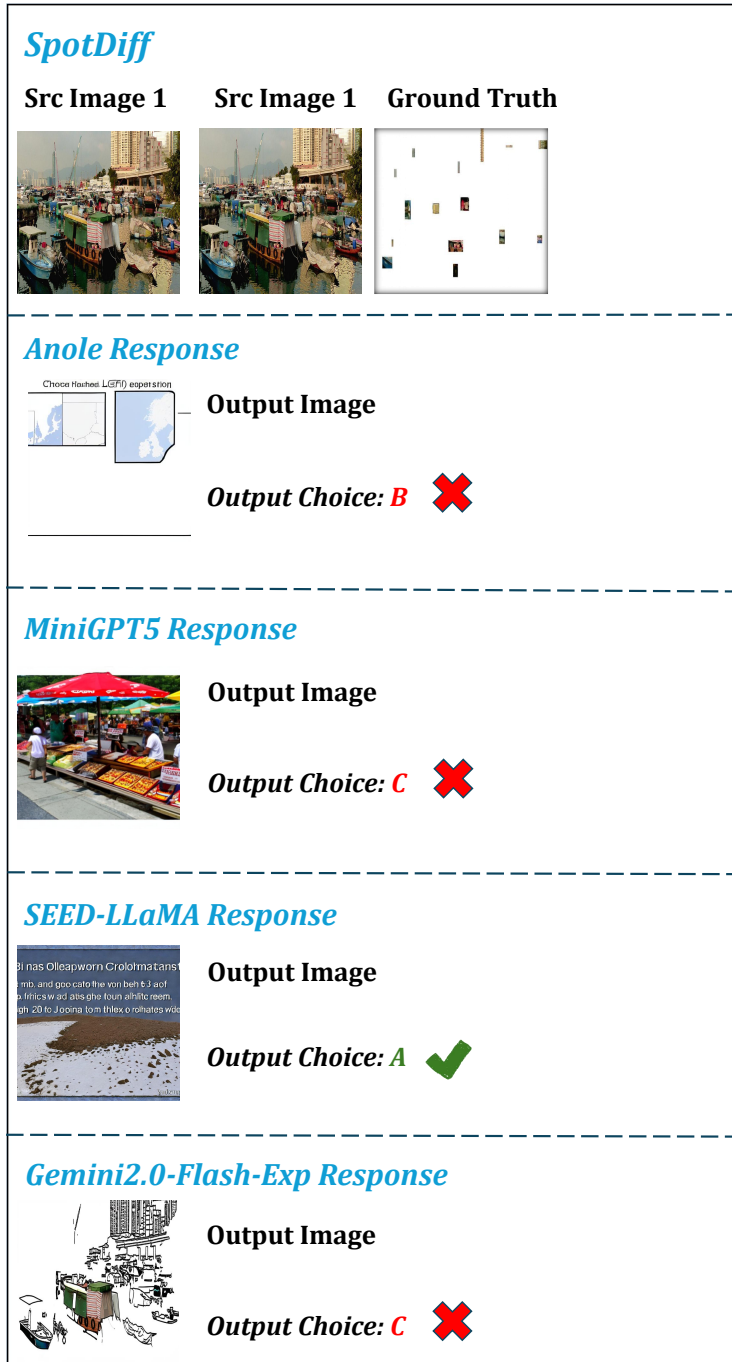 SpotDiff
Src Image 1 Src Image 1 Ground Truth
Anole Response
Output Image
Output Choice: B
MiniGPT5 Response
Output Image
Output Choice: C
SEED-LLaMA Response
Output Image
Output Choice: A
Gemini2.0-Flash-Exp Response
Output Image
Output Choice: C